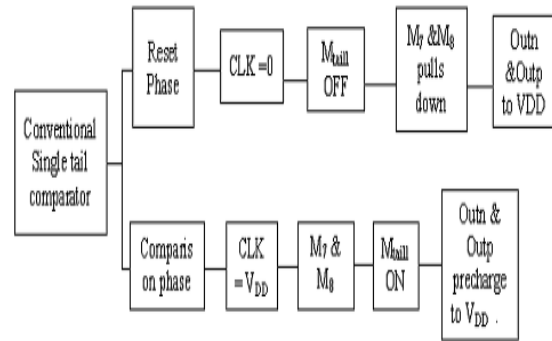 Conventional
Single tail
comparator
Reset
Phase
CLK =0
Mtaill
OFF
M7 &M8
pulls
down
Outn
&Outp
to VDD
Comparis
on phase
CLK
= VDD
M7 &
M8
Mtaill
ON
Outn &
Outp
precharge
to VDD .